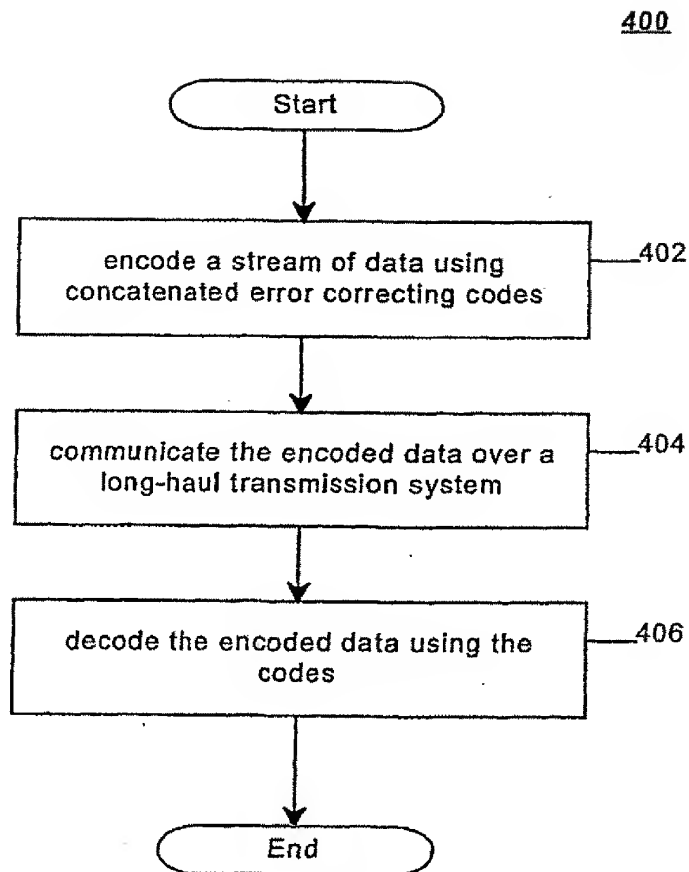 400
Start
encode a stream of data using
concatenated error correcting codes
402
communicate the encoded data over a
long-haul transmission system
404
decode the encoded data using the
codes
406
End